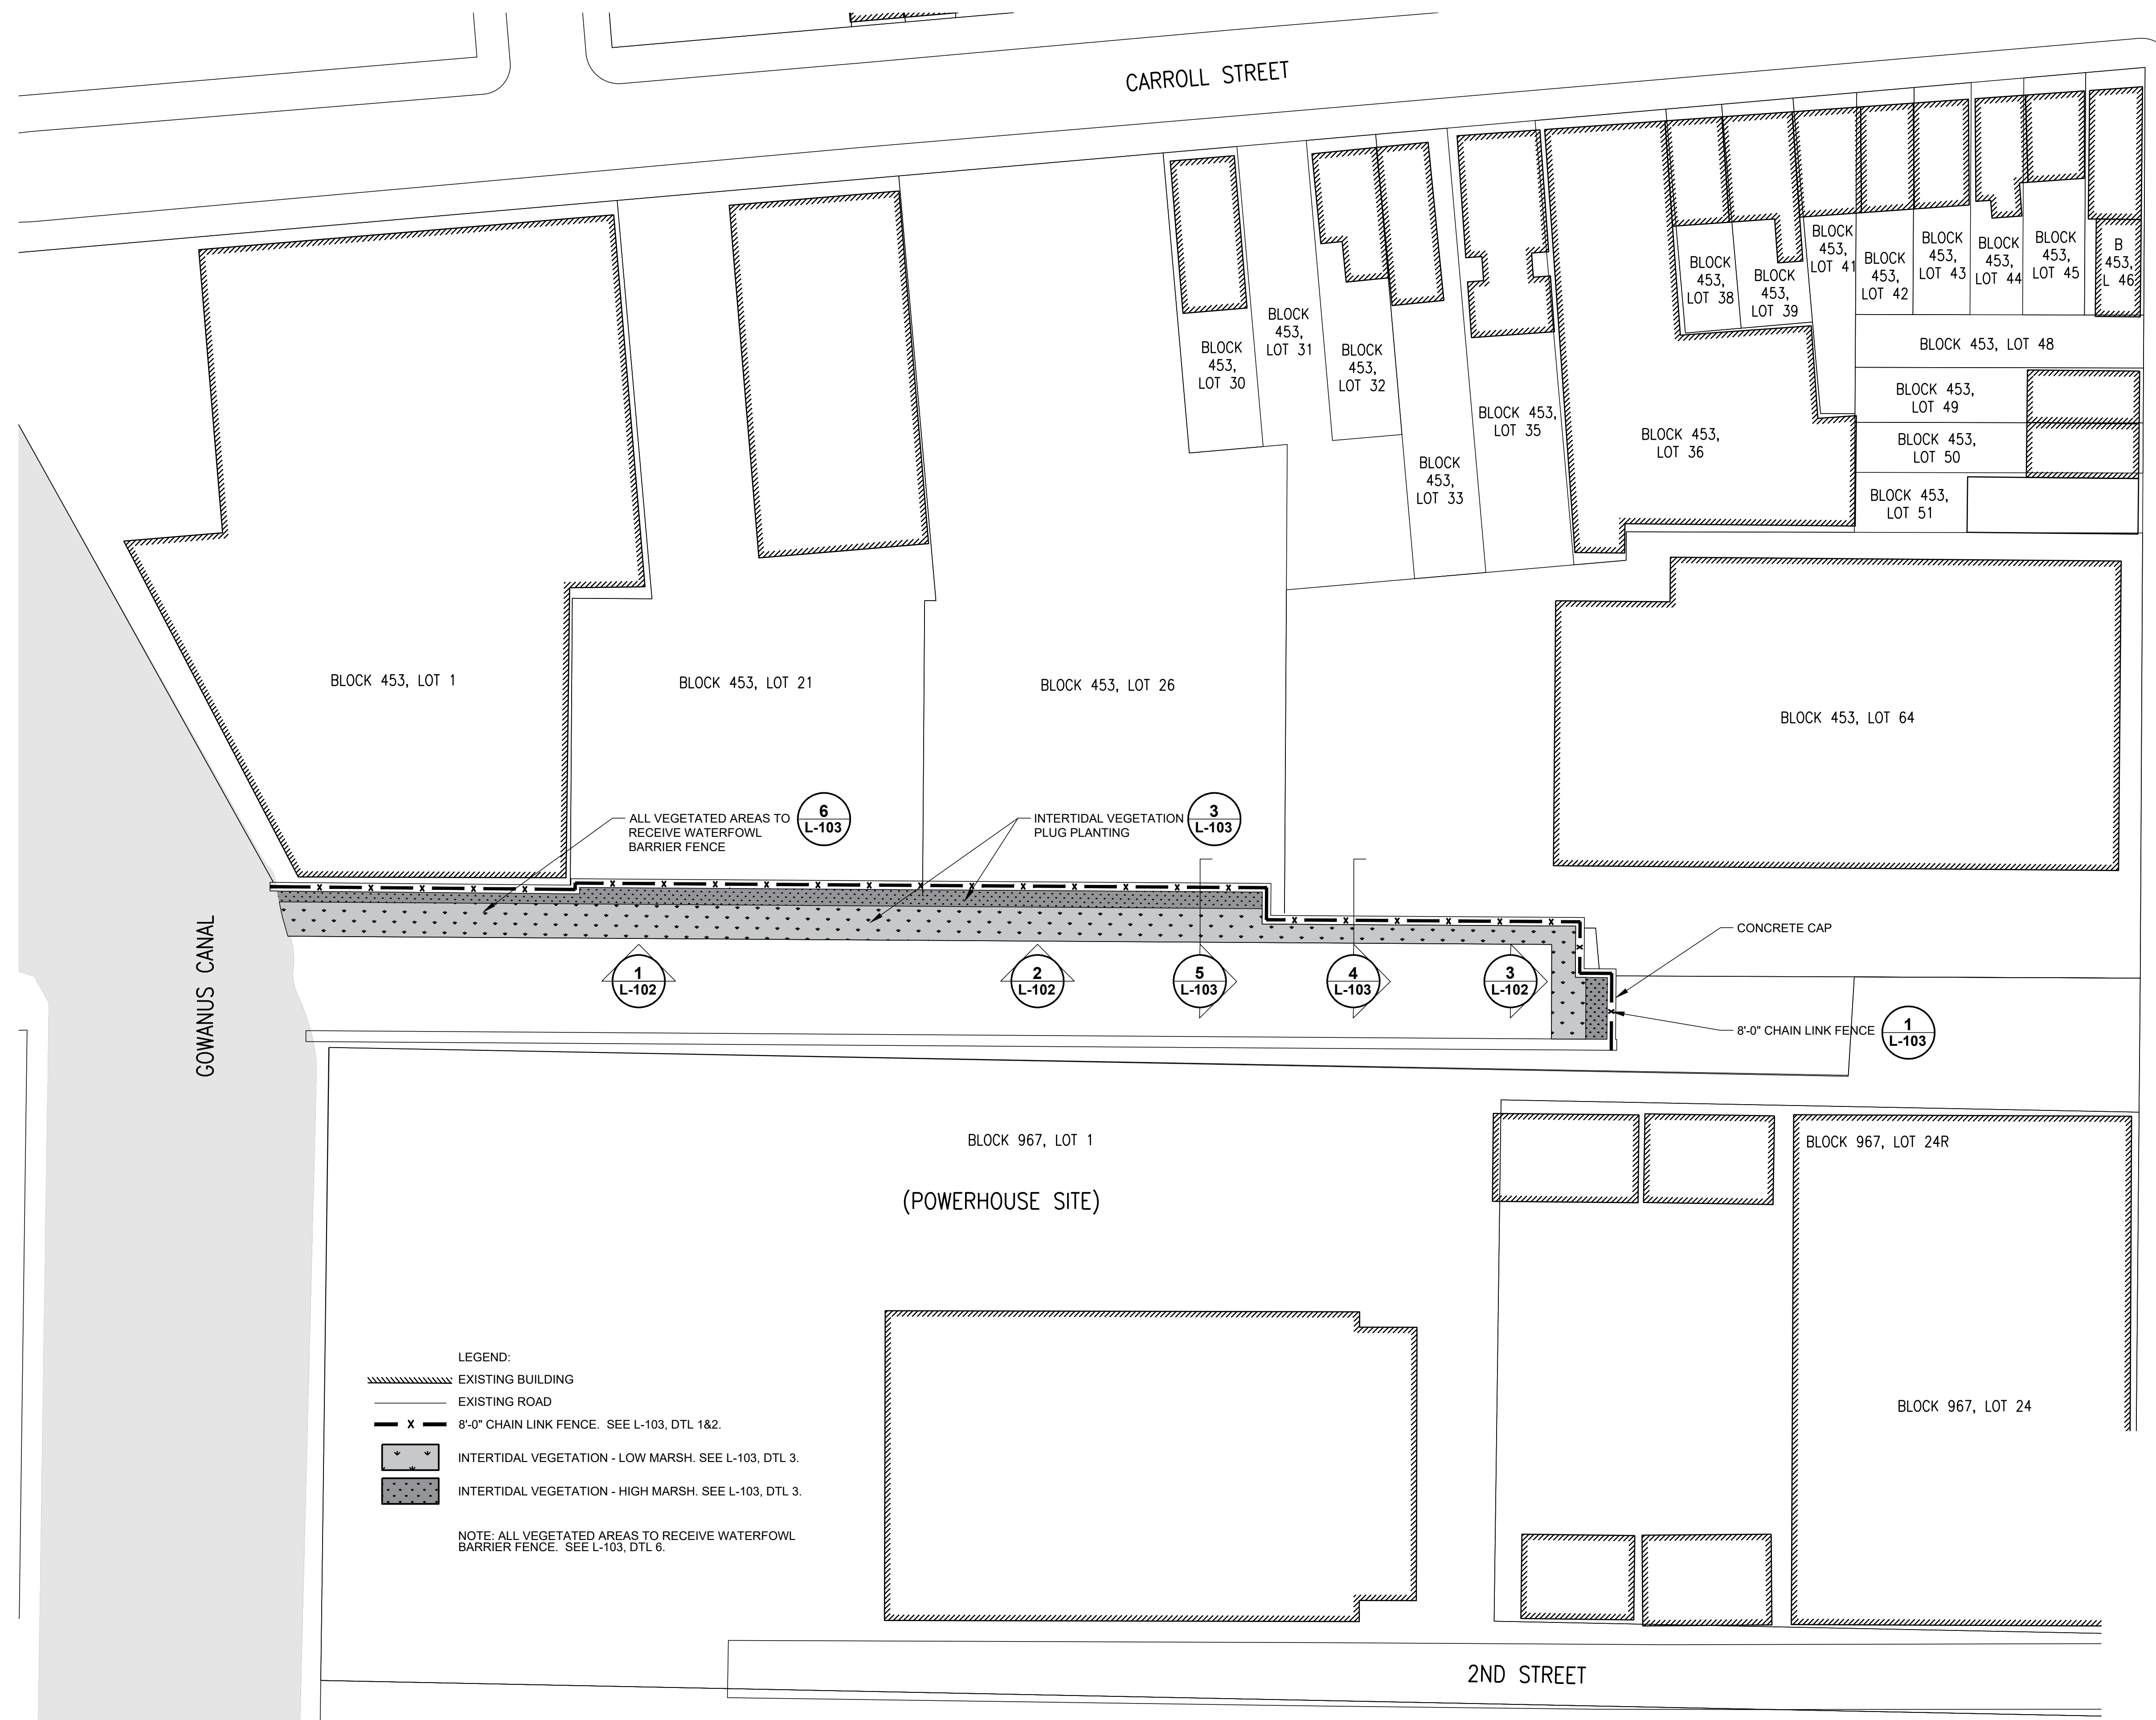 CARROLL STREET
BLOCK
453,
LOT 30
BLOCK
453,
LOT 31
BLOCK
453,
LOT 32
BLOCK
453,
LOT 33
BLOCK 453,
LOT 35
BLOCK 453,
LOT 36
BLOCK
453,
LOT 38
BLOCK
453,
LOT 39
BLOCK
453,
LOT 41
BLOCK
453,
LOT 42
BLOCK
453,
LOT 43
BLOCK
453,
LOT 44
BLOCK
453,
LOT 45
B
453,
L 46
BLOCK 453, LOT 48
BLOCK 453,
LOT 49
BLOCK 453,
LOT 50
BLOCK 453,
LOT 51
BLOCK 453, LOT 1
BLOCK 453, LOT 21
BLOCK 453, LOT 26
BLOCK 453, LOT 64
ALL VEGETATED AREAS TO
RECEIVE WATERFOWL
BARRIER FENCE
6
L-103
INTERTIDAL VEGETATION
PLUG PLANTING
3
L-103
GOWANUS CANAL
1
L-102
2
L-102
5
L-103
4
L-103
3
L-102
CONCRETE CAP
8'-0" CHAIN LINK FENCE
1
L-103
BLOCK 967, LOT 1
(POWERHOUSE SITE)
BLOCK 967, LOT 24R
BLOCK 967, LOT 24
LEGEND:
EXISTING BUILDING
EXISTING ROAD
X
8'-0" CHAIN LINK FENCE. SEE L-103, DTL 1&2.
INTERTIDAL VEGETATION - LOW MARSH. SEE L-103, DTL 3.
INTERTIDAL VEGETATION - HIGH MARSH. SEE L-103, DTL 3.
NOTE: ALL VEGETATED AREAS TO RECEIVE WATERFOWL
BARRIER FENCE. SEE L-103, DTL 6.
2ND STREET